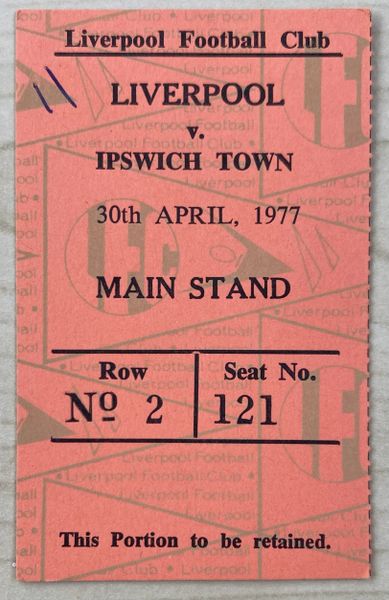 Liverpool Football Club
11
LIVERPOOL
v.
IPSWICH TOWN
30th APRIL, 1977
MAIN STAND
Row
Seat No.
Nº 2
121
This Portion to be retained.